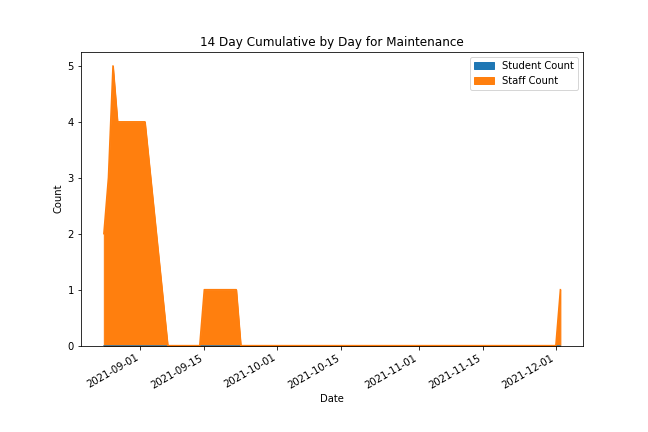 14 Day Cumulative by Day for Maintenance
Student Count
Staff Count
Count
5
4
3
2
1
0
2021-09-01
2021-09-15
2021-10-01
2021-10-15
2021-11-01
2021-11-15
2021-12-01
Date